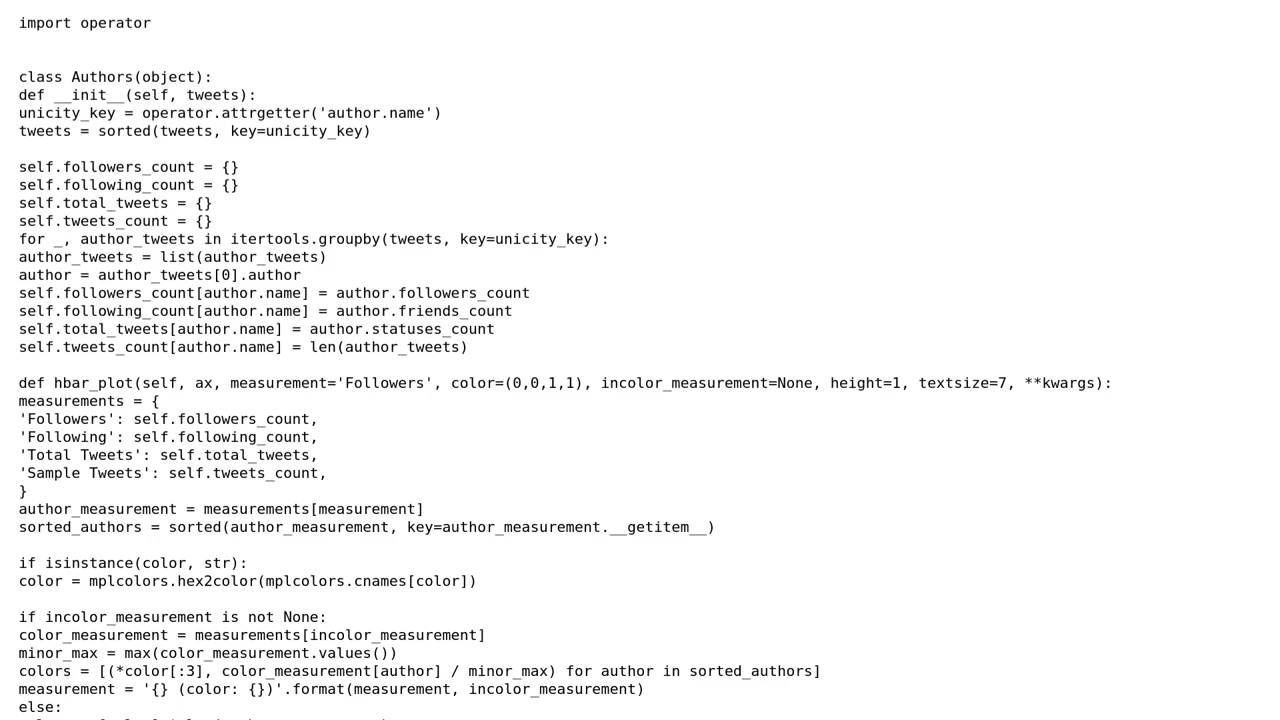 import operator
class Authors(object):
def __init__(self, tweets):
unicity_key = operator.attrgetter('author.name')
tweets = sorted(tweets, key=unicity_key)
self.followers_count = {}
self.following_count = {}
self.total_tweets = {}
self.tweets_count = {}
for _, author_tweets in itertools.groupby(tweets, key=unicity_key):
author_tweets = list(author_tweets)
author = author_tweets[0].author
self.followers_count[author.name] = author.followers_count
self.following_count[author.name] = author.friends_count
self.total_tweets[author.name] = author.statuses_count
self.tweets_count[author.name] = len(author_tweets)
def hbar_plot(self, ax, measurement='Followers', color=(0,0,1,1), incolor_measurement=None, height=1, textsize=7, **kwargs):
measurements = {
'Followers': self.followers_count,
'Following': self.following_count,
'Total Tweets': self.total_tweets,
'Sample Tweets': self.tweets_count,
}
author_measurement = measurements[measurement]
sorted_authors = sorted(author_measurement, key=author_measurement.__getitem__)
if isinstance(color, str):
color = mplcolors.hex2color(mplcolors.cnames[color])
if incolor_measurement is not None:
color_measurement = measurements[incolor_measurement]
minor_max = max(color_measurement.values())
colors = [(*color[:3], color_measurement[author] / minor_max) for author in sorted_authors]
measurement = '{} (color: {})'.format(measurement, incolor_measurement)
else: